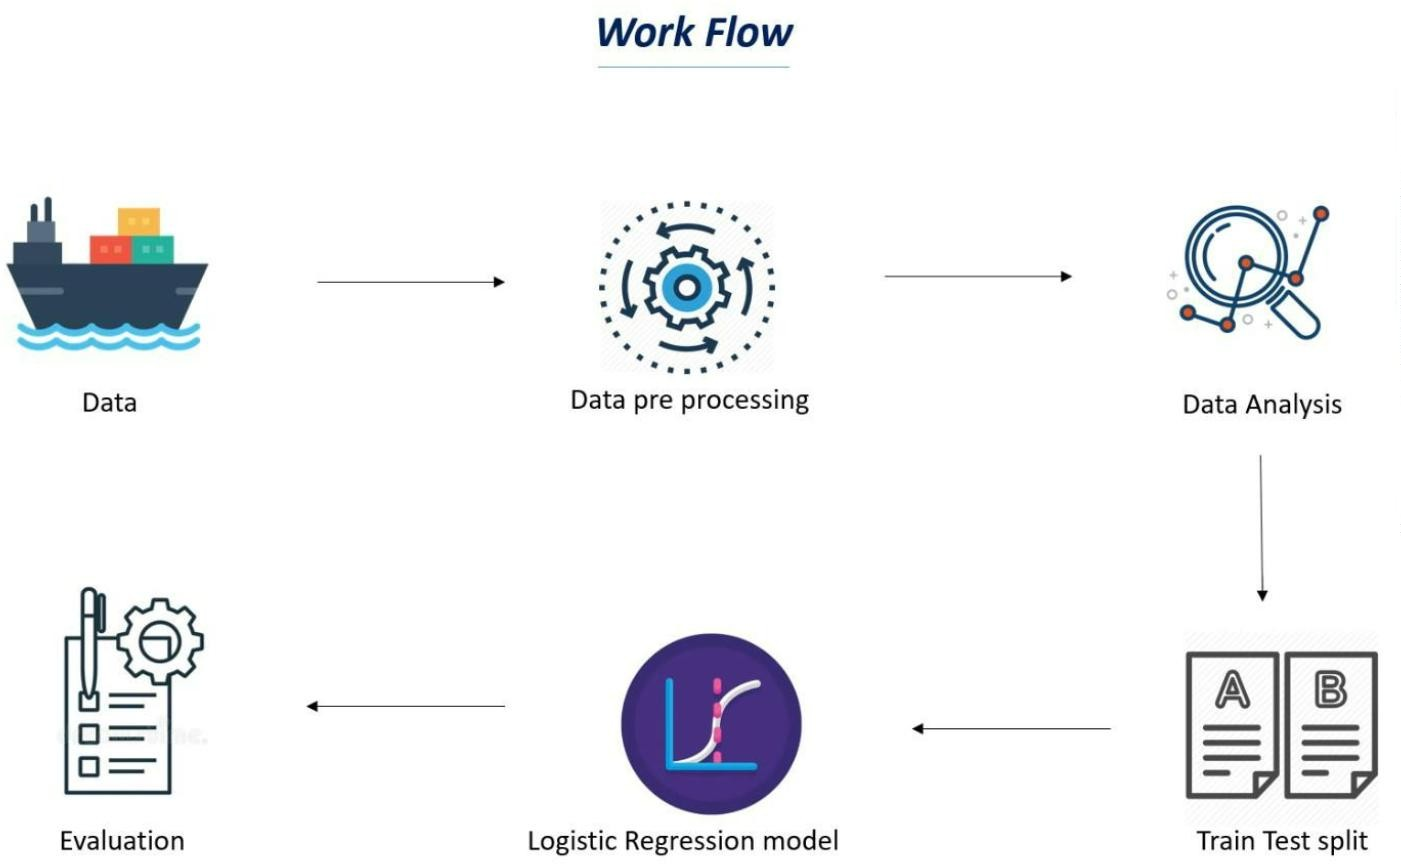 Work Flow
Data
Data pre processing
Data Analysis
A
B
Evaluation
Logistic Regression model
Train Test split